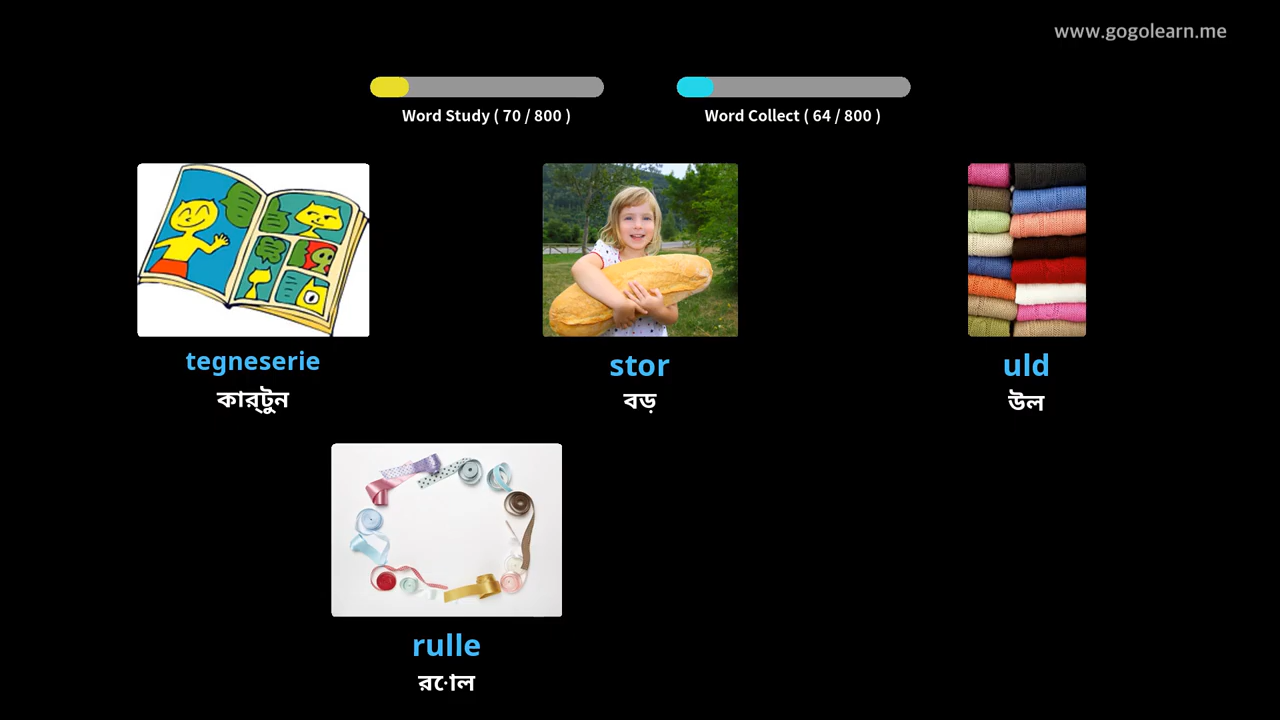 www.gogolearn.me
Word Study ( 70 / 800 )
Word Collect ( 64 / 800 )
tegneserie
stor
uld
কার্টুন
বড়
উল
rulle
রোল